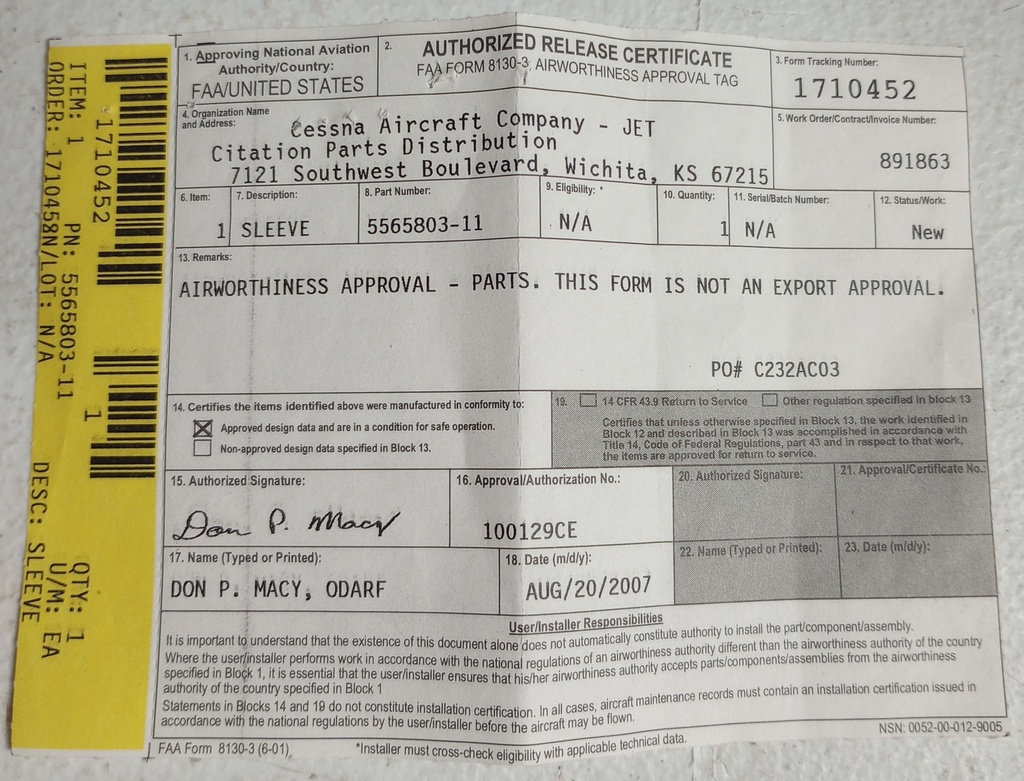 ITEM: 1 PN: 5565803-11 QTY: 1
ORDER: 1710458N/LOT: N/A U/M: EA
DESC: SLEEVE
1710452
1
1. Approving National Aviation
Authority/Country:
FAA/UNITED STATES
2.
AUTHORIZED RELEASE CERTIFICATE
FAA FORM 8130-3, AIRWORTHINESS APPROVAL TAG
3. Form Tracking Number:
1710452
4. Organization Name
and Address:
Cessna Aircraft Company - JET
Citation Parts Distribution
7121 Southwest Boulevard, Wichita, KS 67215
5. Work Order/Contract/Invoice Number:
891863
6. Item:
1
7. Description:
SLEEVE
8. Part Number:
5565803-11
9. Eligibility: *
N/A
10. Quantity:
1
11. Serial/Batch Number:
N/A
12. Status/Work:
New
13. Remarks:
AIRWORTHINESS APPROVAL - PARTS. THIS FORM IS NOT AN EXPORT APPROVAL.
PO# C232AC03
14. Certifies the items identified above were manufactured in conformity to:
Approved design data and are in a condition for safe operation.
Non-approved design data specified in Block 13.
19. 14 CFR 43.9 Return to Service Other regulation specified in block 13
Certifies that unless otherwise specified in Block 13, the work identified in
Block 12 and described in Block 13 was accomplished in accordance with
Title 14, Code of Federal Regulations, part 43 and in respect to that work,
the items are approved for return to service.
15. Authorized Signature:
Don P. Macy
16. Approval/Authorization No.:
100129CE
20. Authorized Signature:
21. Approval/Certificate No.:
17. Name (Typed or Printed):
DON P. MACY, ODARF
18. Date (m/d/y):
AUG/20/2007
22. Name (Typed or Printed):
23. Date (m/d/y):
User/Installer Responsibilities
It is important to understand that the existence of this document alone does not automatically constitute authority to install the part/component/assembly.
Where the user/installer performs work in accordance with the national regulations of an airworthiness authority different than the airworthiness authority of the country
specified in Block 1, it is essential that the user/installer ensures that his/her airworthiness authority accepts parts/components/assemblies from the airworthiness
authority of the country specified in Block 1
Statements in Blocks 14 and 19 do not constitute installation certification. In all cases, aircraft maintenance records must contain an installation certification issued in
accordance with the national regulations by the user/installer before the aircraft may be flown.
NSN: 0052-00-012-9005
FAA Form 8130-3 (6-01)
*Installer must cross-check eligibility with applicable technical data.